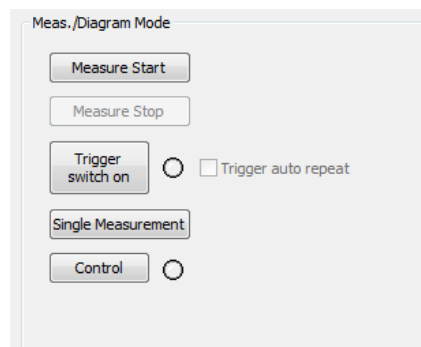 Meas./Diagram Mode
Measure Start
Measure Stop
Trigger
switch on
Trigger auto repeat
Single Measurement
Control